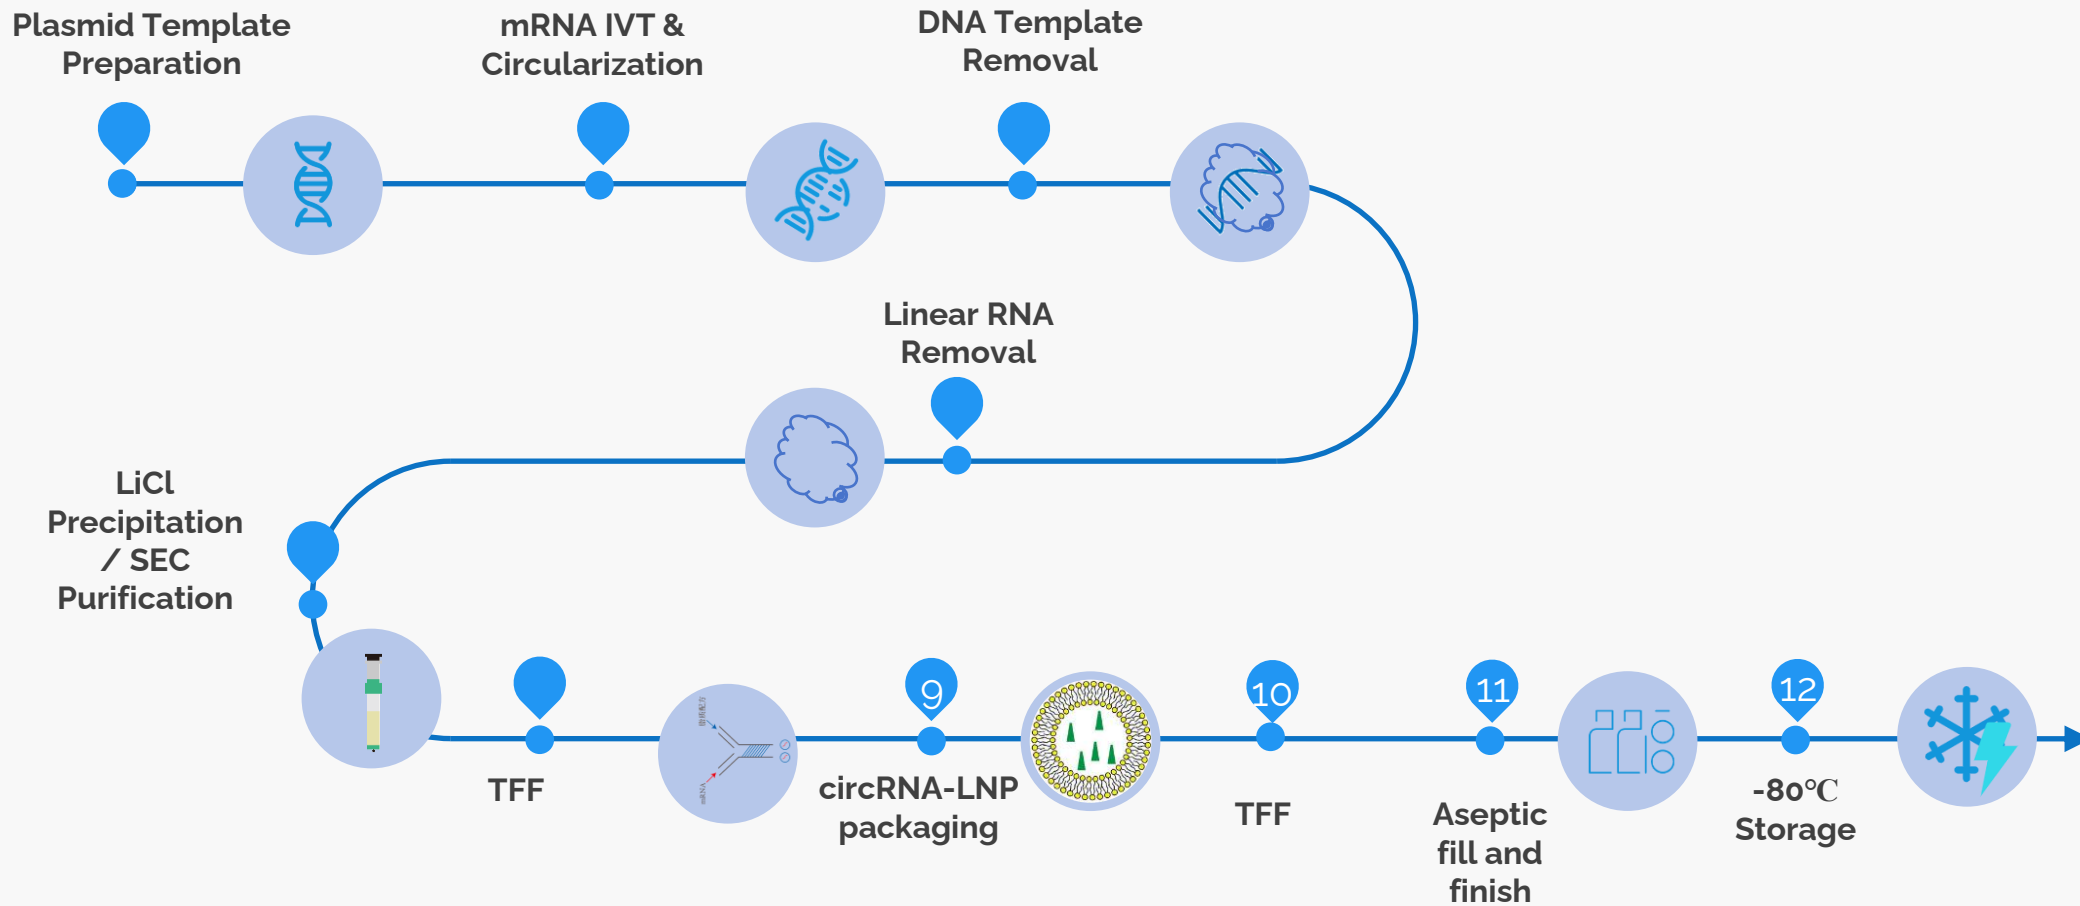 Plasmid Template
Preparation
mRNA IVT &
Circularization
DNA Template
Removal
Linear RNA
Removal
LiCl
Precipitation
/ SEC
Purification
TFF
mRNA
9
circRNA-LNP
packaging
10
TFF
11
Aseptic
fill and
finish
12
-80℃
Storage